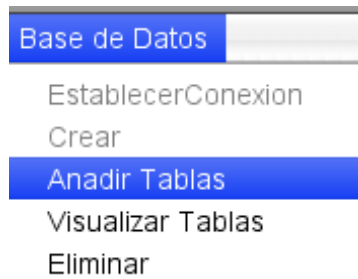 Base de Datos
EstablecerConexion
Crear
Anadir Tablas
Visualizar Tablas
Eliminar